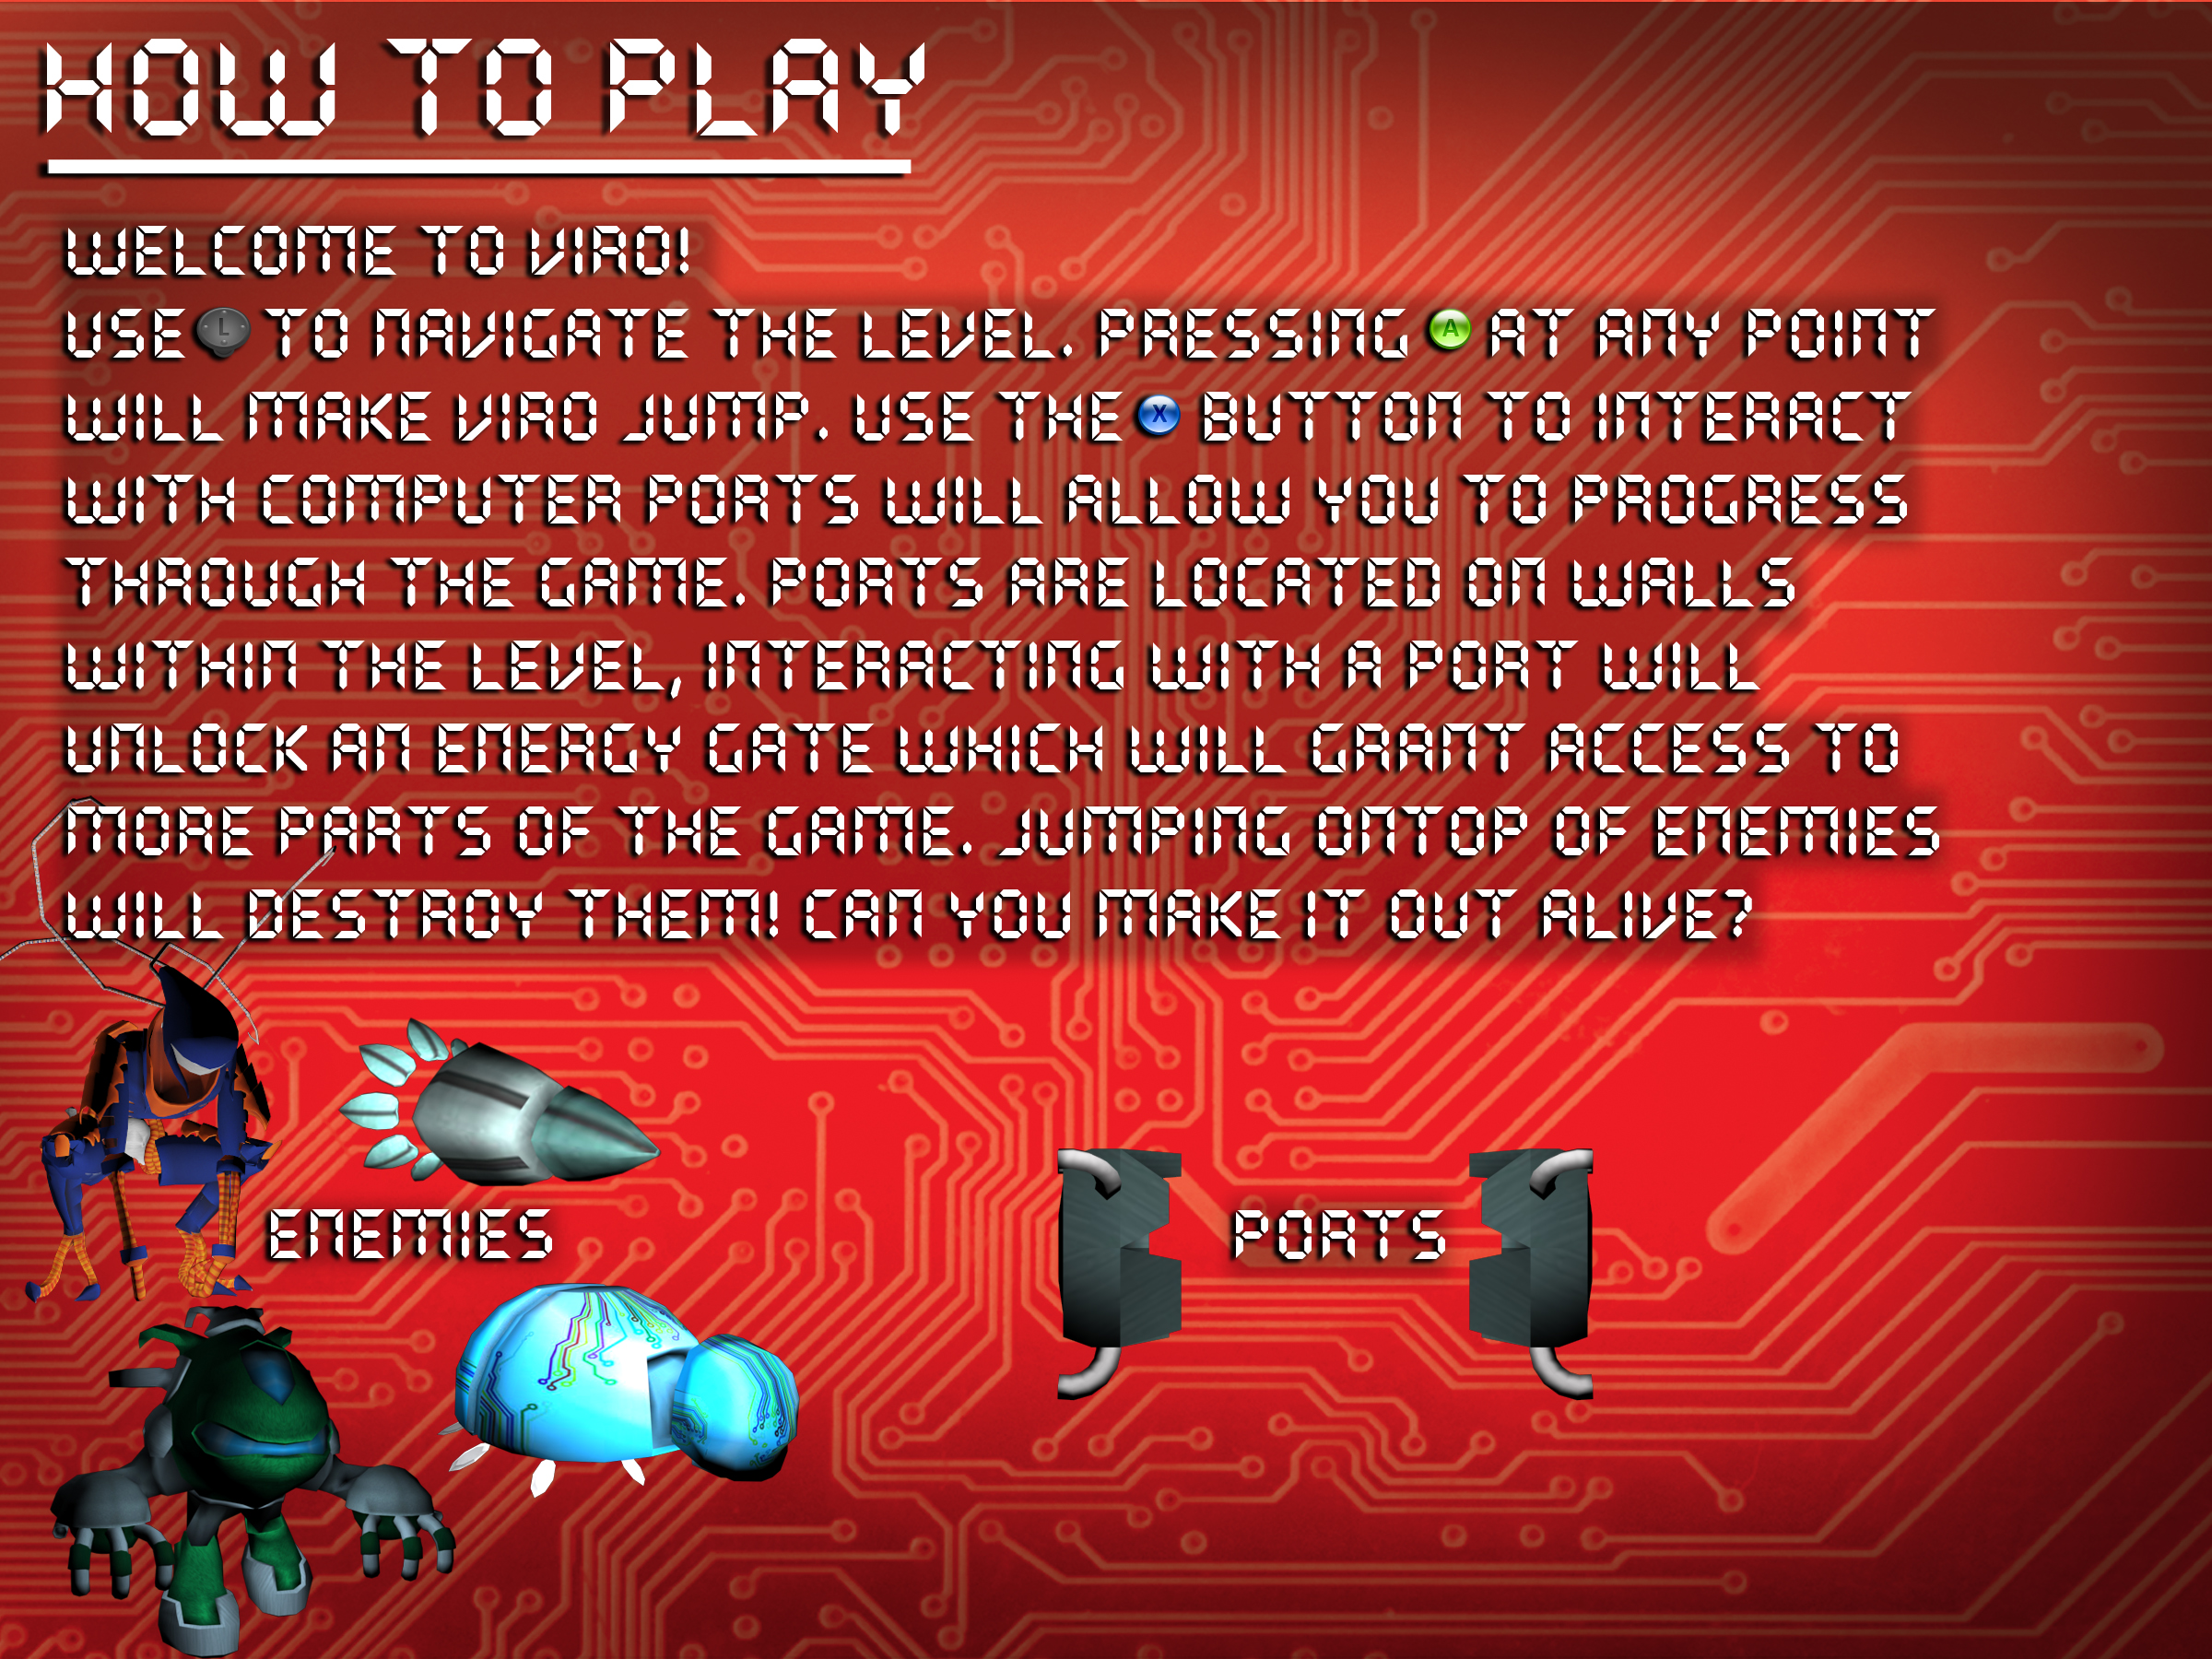 HOW TO PLAY
WELCOME TO VIRO!
USE L TO NAVIGATE THE LEVEL. PRESSING A AT ANY POINT
WILL MAKE VIRO JUMP. USE THE X BUTTON TO INTERACT
WITH COMPUTER PORTS WILL ALLOW YOU TO PROGRESS
THROUGH THE GAME. PORTS ARE LOCATED ON WALLS
WITHIN THE LEVEL, INTERACTING WITH A PORT WILL
UNLOCK AN ENERGY GATE WHICH WILL GRANT ACCESS TO
MORE PARTS OF THE GAME. JUMPING ONTOP OF ENEMIES
WILL DESTROY THEM! CAN YOU MAKE IT OUT ALIVE?
ENEMIES
PORTS